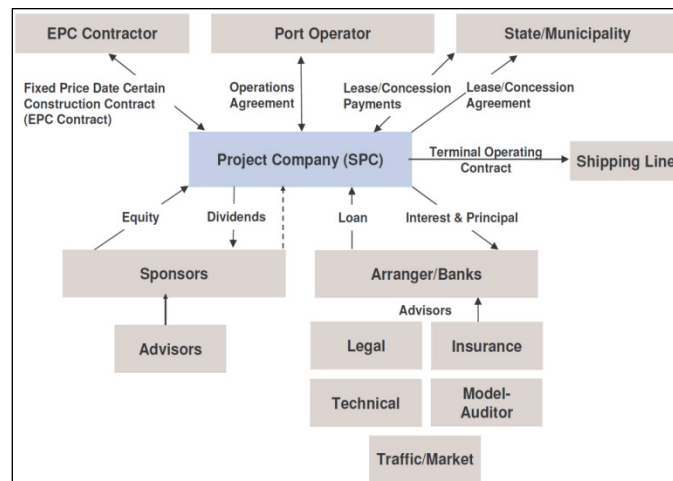 EPC Contractor
Port Operator
State/Municipality
Fixed Price Date Certain
Construction Contract
(EPC Contract)
Operations
Agreement
Lease/Concession
Payments
Lease/Concession
Agreement
Project Company (SPC)
Terminal Operating
Contract
Shipping Line
Equity
Dividends
Loan
Interest & Principal
Sponsors
Arranger/Banks
Advisors
Advisors
Legal
Insurance
Technical
Model-
Auditor
Traffic/Market